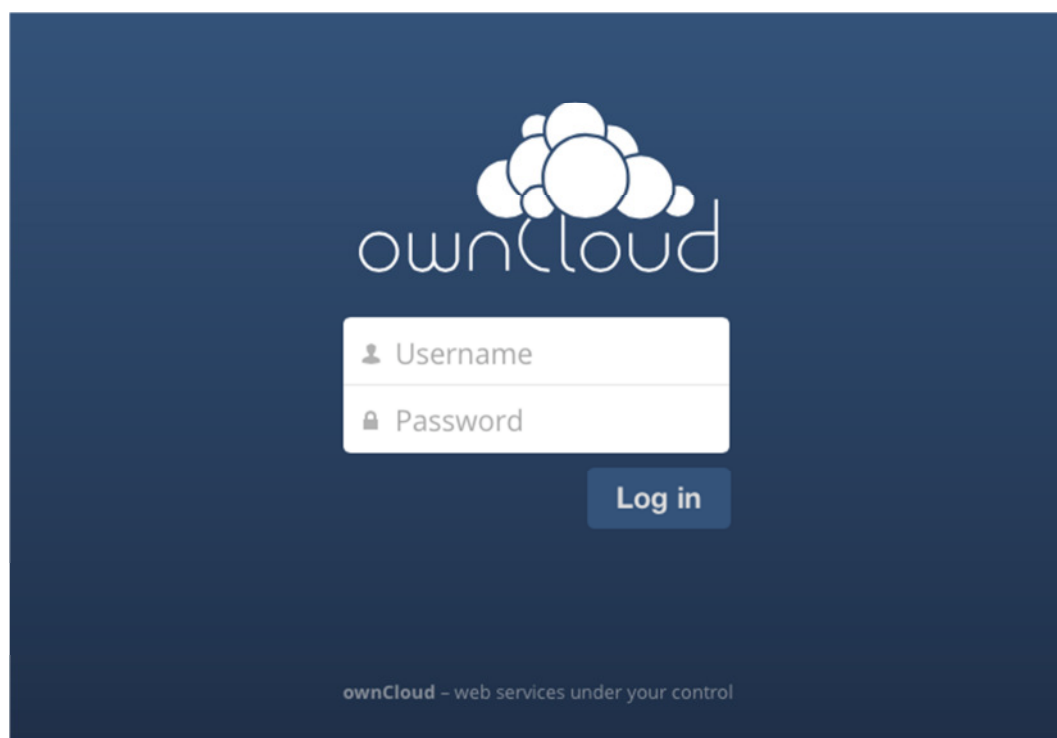 ownCloud
Username
Password
Log in
ownCloud – web services under your control